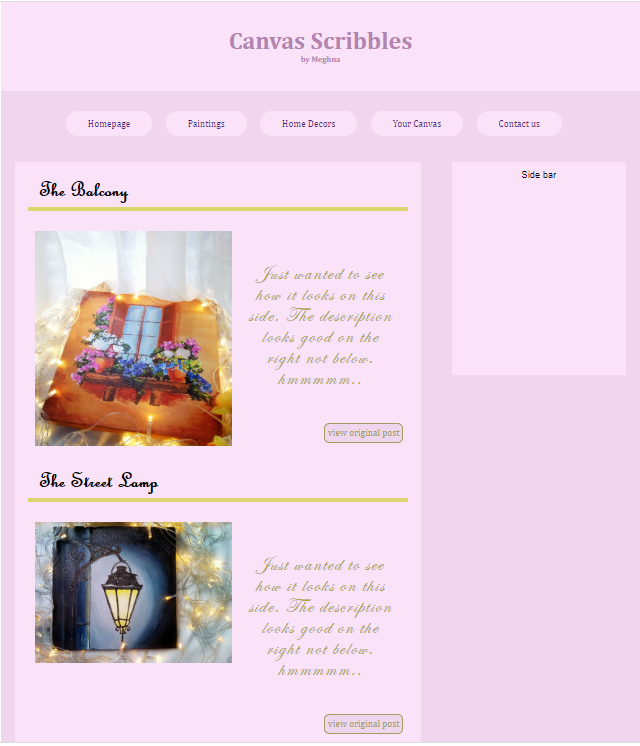 Canvas Scribbles
by Meghna
Homepage
Paintings
Home Decors
Your Canvas
Contact us
The Balcony
Just wanted to see
how it looks on this
side. The description
looks good on the
right not below.
hmmmmm..
view original post
The Street Lamp
Just wanted to see
how it looks on this
side. The description
looks good on the
right not below.
hmmmmm..
view original post
Side bar